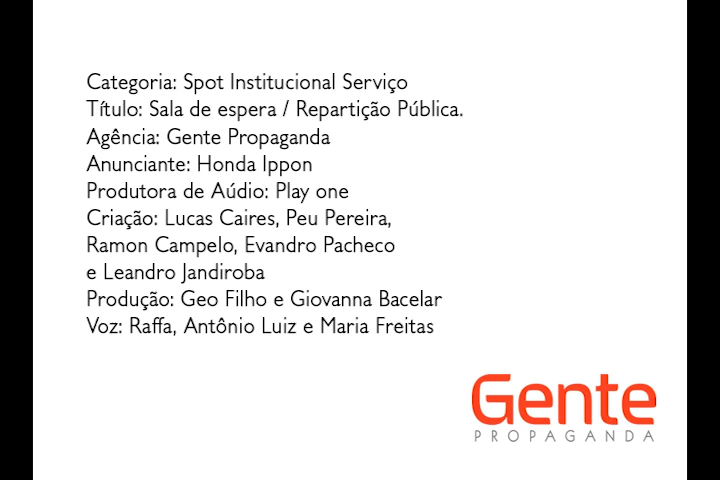 Categoria: Spot Institucional Serviço
Título: Sala de espera / Repartição Pública.
Agência: Gente Propaganda
Anunciante: Honda Ippon
Produtora de Aúdio: Play one
Criação: Lucas Caires, Peu Pereira,
Ramon Campelo, Evandro Pacheco
e Leandro Jandiroba
Produção: Geo Filho e Giovanna Bacelar
Voz: Raffa, Antônio Luiz e Maria Freitas
Gente
PROPAGANDA